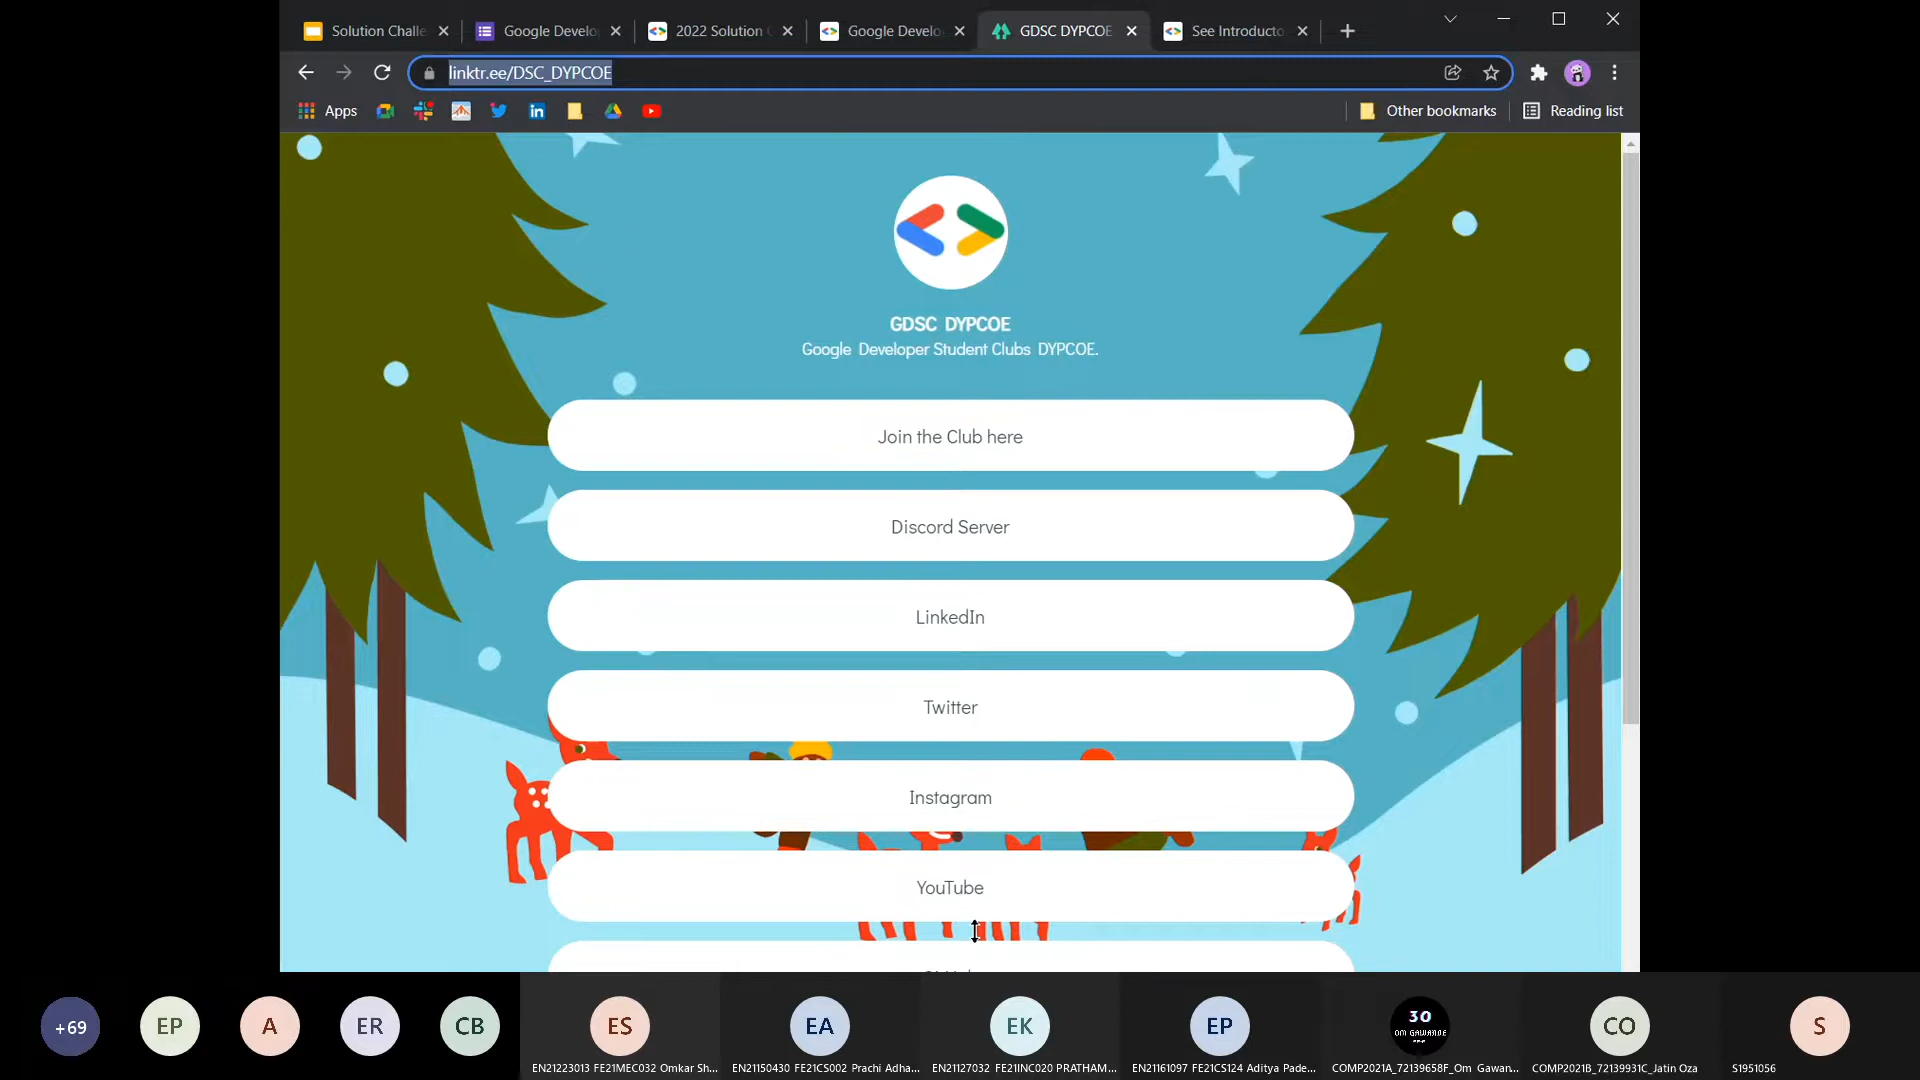 Solution Challe
Google Develo
2022 Solution C
Google Develo
GDSC DYPCOE
See Introducto
linktr.ee/DSC_DYPCOE
Apps
Other bookmarks
Reading list
GDSC DYPCOE
Google Developer Student Clubs DYPCOE.
Join the Club here
Discord Server
LinkedIn
Twitter
Instagram
YouTube
+69
EP
A
ER
CB
ES
EA
EK
EP
30
OM GAWANDE
CO
S
EN21223013 FE21MEC032 Omkar Sh...
EN21150430 FE21CS002 Prachi Adha...
EN21127032 FE21INC020 PRATHAM...
EN21161097 FE21CS124 Aditya Pade...
COMP2021A_72139658F_Om Gawan...
COMP2021B_72139931C_Jatin Oza
S1951056